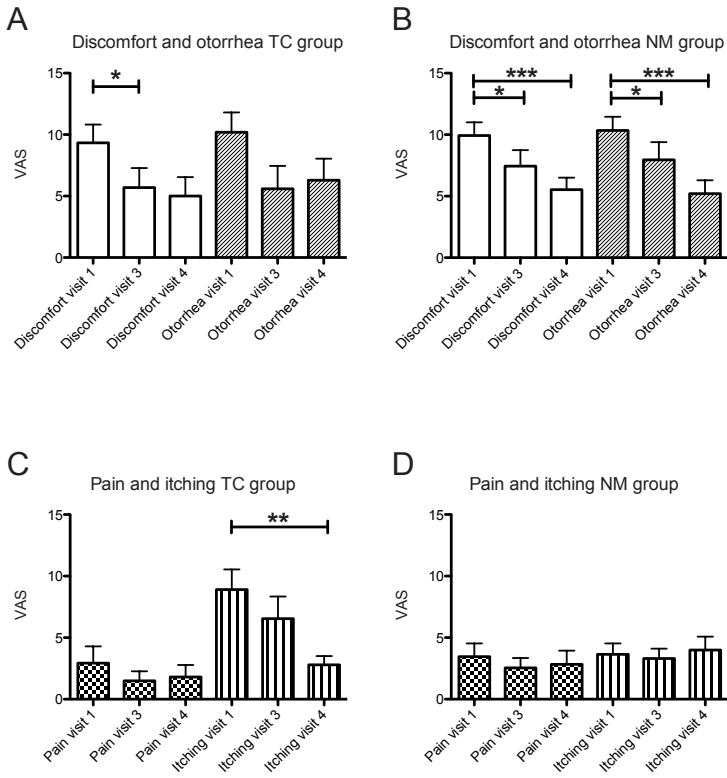 A
Discomfort and otorrhea TC group
*
15
10
5
0
VAS
Discomfort visit 1
Discomfort visit 3
Discomfort visit 4
Otorrhea visit 1
Otorrhea visit 3
Otorrhea visit 4
B
Discomfort and otorrhea NM group
*** ***
* *
15
10
5
0
VAS
Discomfort visit 1
Discomfort visit 3
Discomfort visit 4
Otorrhea visit 1
Otorrhea visit 3
Otorrhea visit 4
C
Pain and itching TC group
**
15
10
5
0
VAS
Pain visit 1
Pain visit 3
Pain visit 4
Itching visit 1
Itching visit 3
Itching visit 4
D
Pain and itching NM group
15
10
5
0
VAS
Pain visit 1
Pain visit 3
Pain visit 4
Itching visit 1
Itching visit 3
Itching visit 4